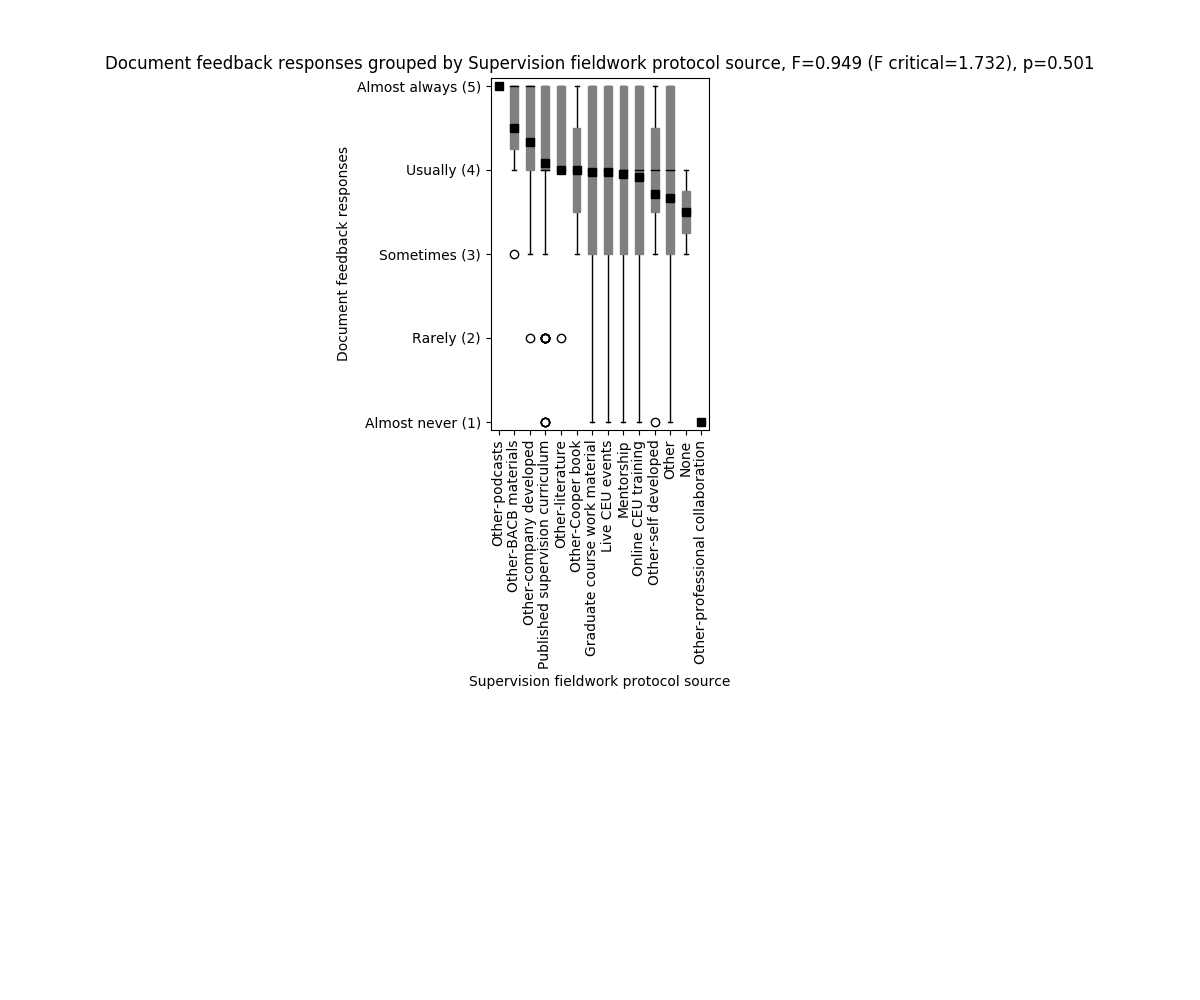 Document feedback responses grouped by Supervision fieldwork protocol source, F=0.949 (F critical=1.732), p=0.501
Document feedback responses
Almost always (5)
Usually (4)
Sometimes (3)
Rarely (2)
Almost never (1)
Other-podcasts
Other-BACB materials
Other-company developed
Published supervision curriculum
Other-literature
Other-Cooper book
Graduate course work material
Live CEU events
Mentorship
Online CEU training
Other-self developed
Other
None
Other-professional collaboration
Supervision fieldwork protocol source